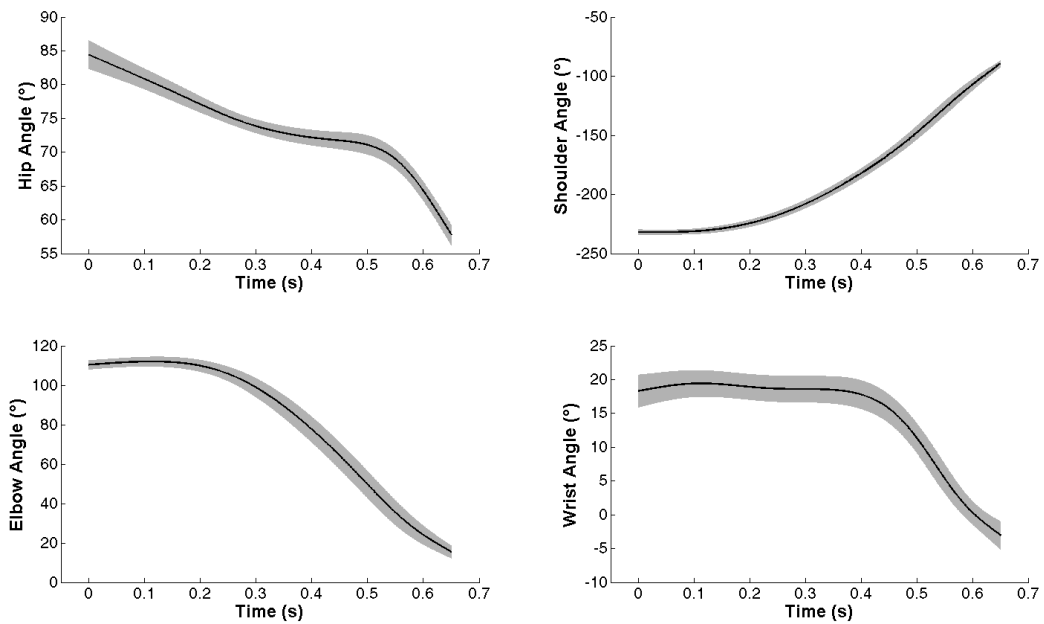 Hip Angle (°)
90
85
80
75
70
65
60
55
0 0.1 0.2 0.3 0.4 0.5 0.6 0.7
Time (s)
Shoulder Angle (°)
-50
-100
-150
-200
-250
0 0.1 0.2 0.3 0.4 0.5 0.6 0.7
Time (s)
Elbow Angle (°)
120
100
80
60
40
20
0
0 0.1 0.2 0.3 0.4 0.5 0.6 0.7
Time (s)
Wrist Angle (°)
25
20
15
10
5
0
-5
-10
0 0.1 0.2 0.3 0.4 0.5 0.6 0.7
Time (s)